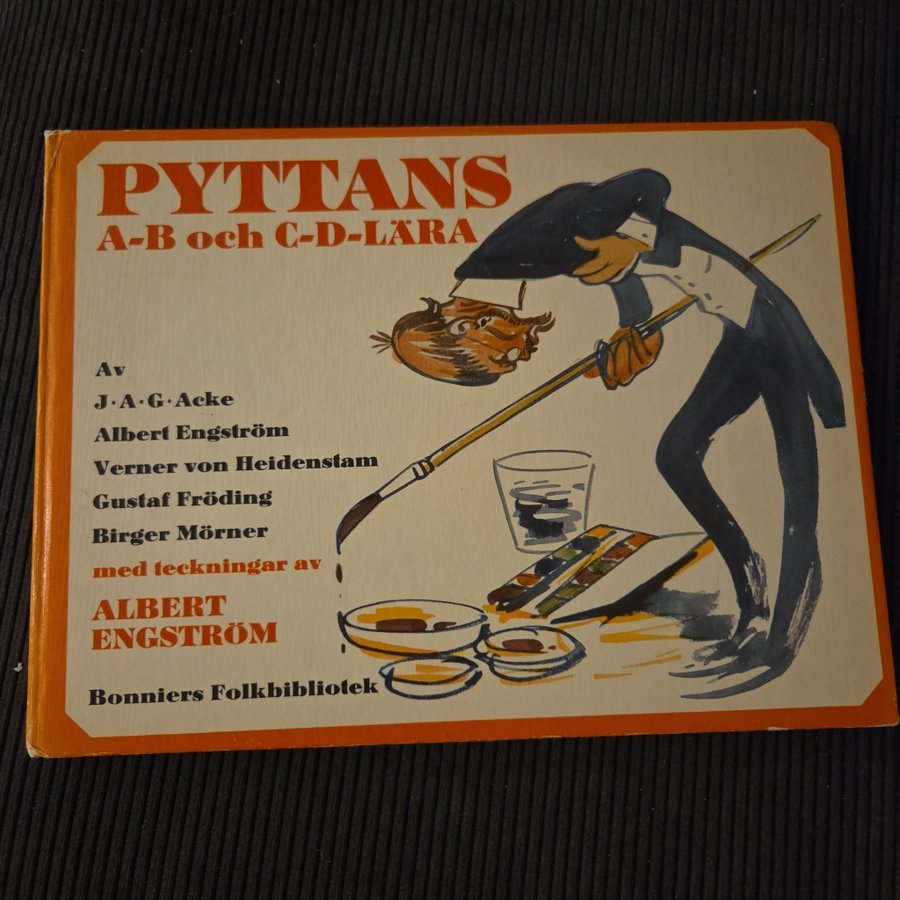 PYTTANS
A-B och C-D-LÄRA
Av
J·A·G·Acke
Albert Engström
Verner von Heidenstam
Gustaf Fröding
Birger Mörner
med teckningar av
ALBERT
ENGSTRÖM
Bonniers Folkbibliotek